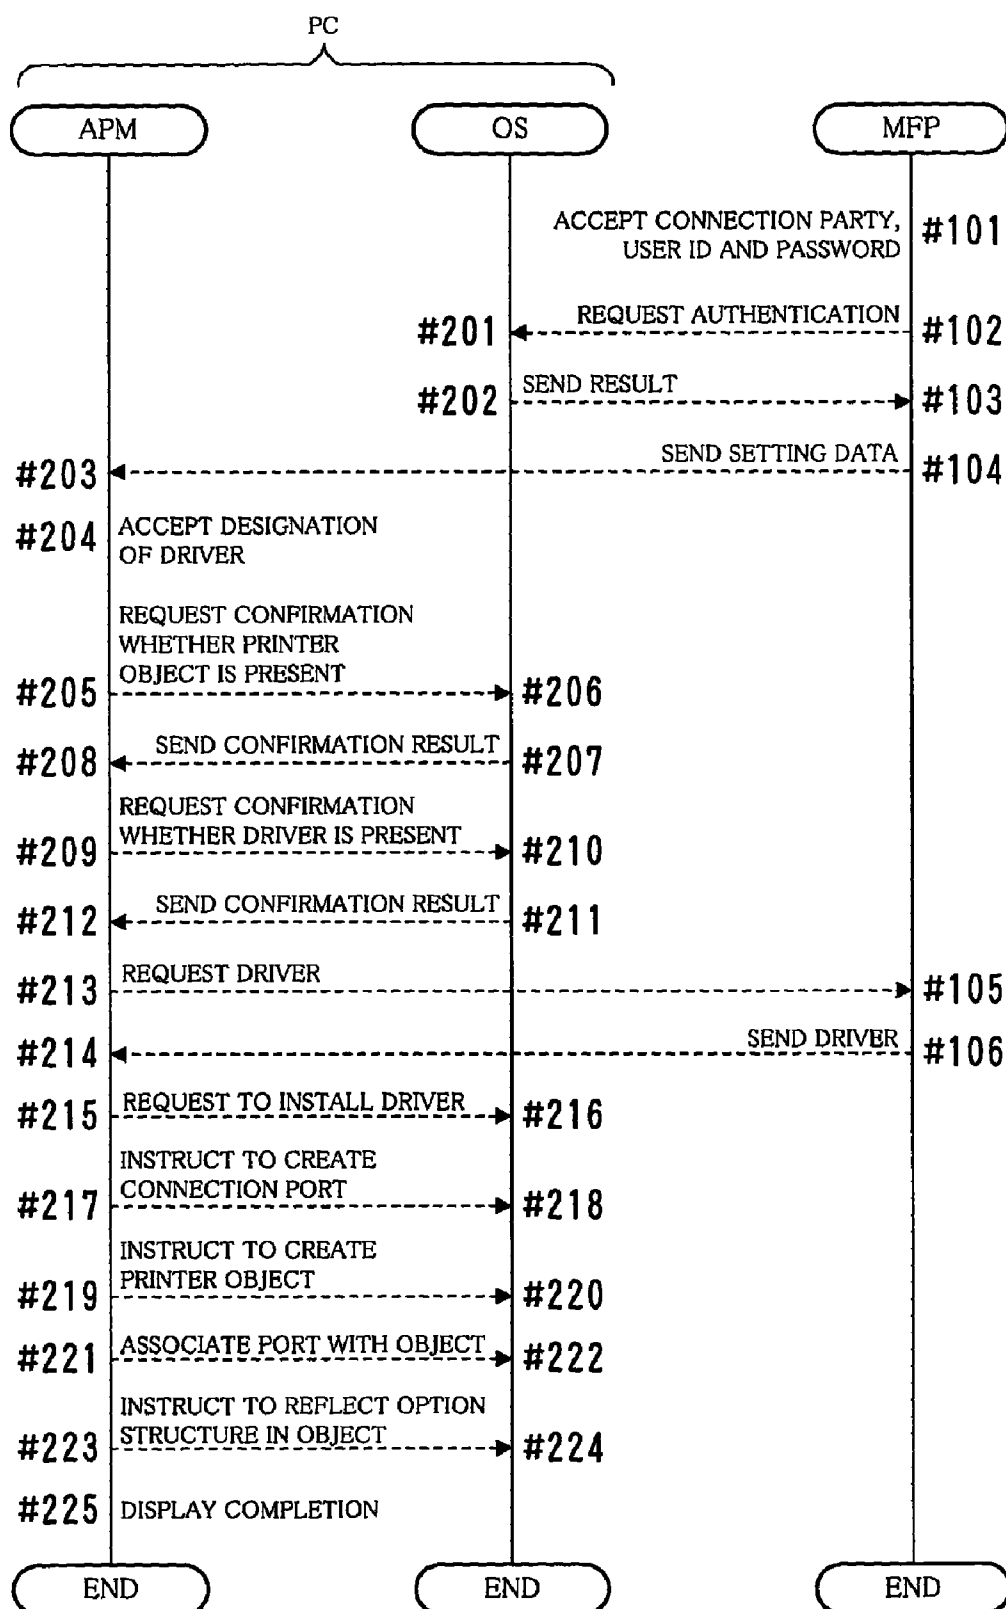 PC
APM
OS
MFP
ACCEPT CONNECTION PARTY,
USER ID AND PASSWORD
#101
#201
REQUEST AUTHENTICATION
#102
#202
SEND RESULT
#103
#203
SEND SETTING DATA
#104
#204
ACCEPT DESIGNATION
OF DRIVER
REQUEST CONFIRMATION
WHETHER PRINTER
OBJECT IS PRESENT
#205
#206
#208
SEND CONFIRMATION RESULT
#207
REQUEST CONFIRMATION
WHETHER DRIVER IS PRESENT
#209
#210
#212
SEND CONFIRMATION RESULT
#211
#213
REQUEST DRIVER
#105
#214
SEND DRIVER
#106
#215
REQUEST TO INSTALL DRIVER
#216
INSTRUCT TO CREATE
CONNECTION PORT
#217
#218
INSTRUCT TO CREATE
PRINTER OBJECT
#219
#220
#221
ASSOCIATE PORT WITH OBJECT
#222
INSTRUCT TO REFLECT OPTION
STRUCTURE IN OBJECT
#223
#224
#225
DISPLAY COMPLETION
END
END
END